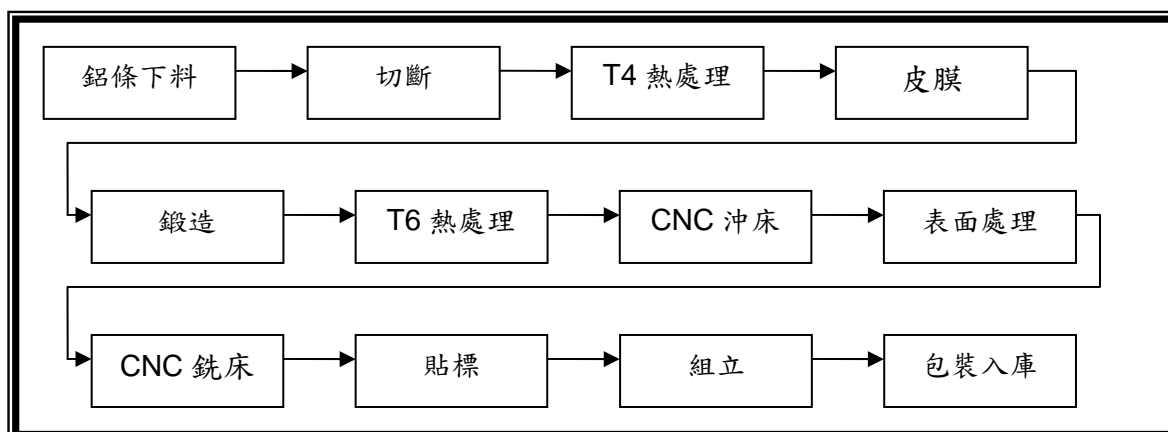 鋁條下料 切斷 T4 熱處理 皮膜
鍛造 T6 熱處理 CNC 沖床 表面處理
CNC 銑床 貼標 組立 包裝入庫